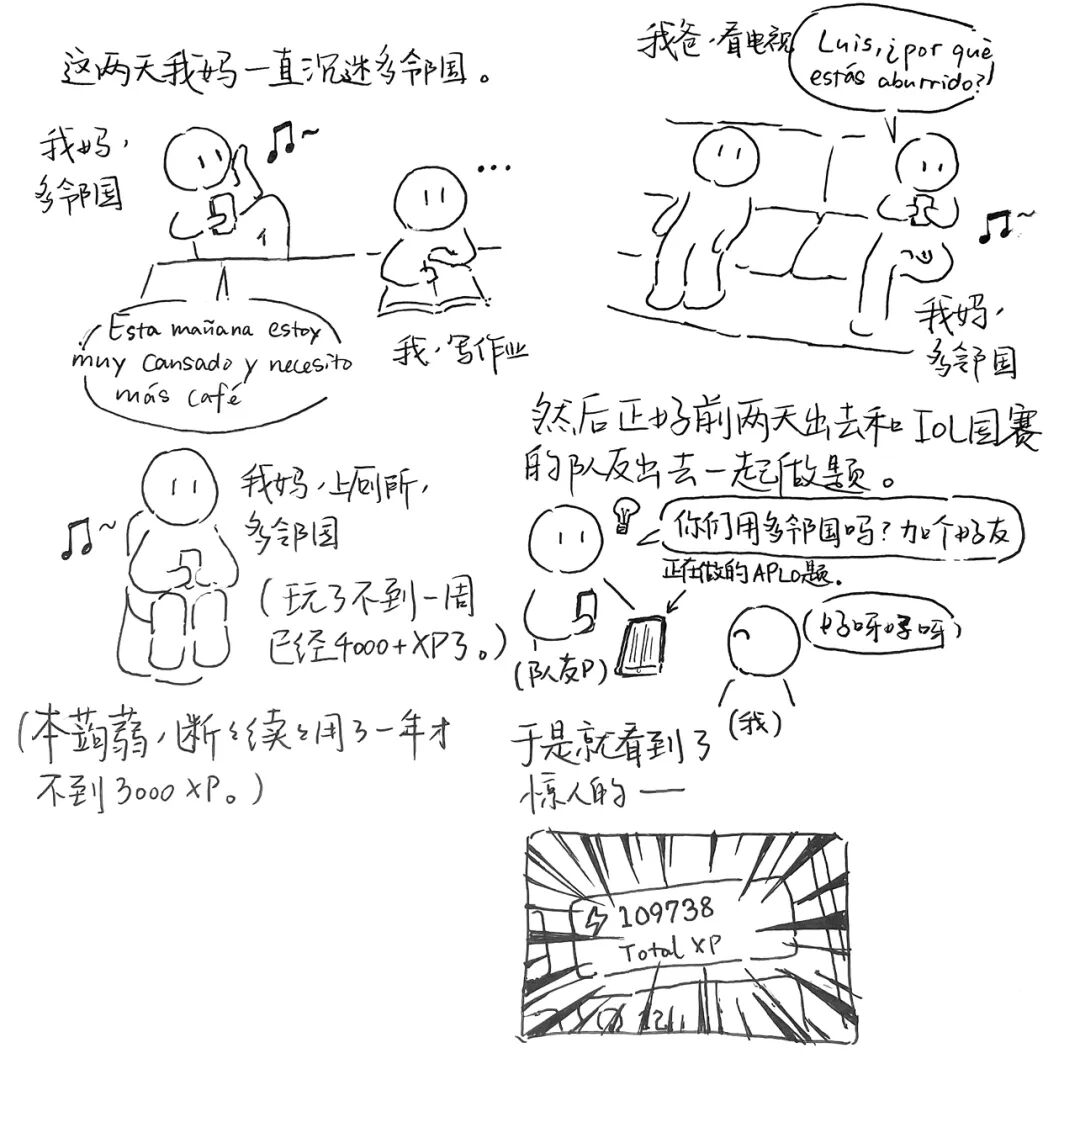 这两天我妈一直沉迷多邻国。
我妈，
多邻国
Esta mañana estoy
muy cansado y necesito
más café
我，写作业
我爸，看电视
Luis, ¿por què
estás aburrido?
我妈，
多邻国
我妈，上厕所，
多邻国
（玩了不到一周
已经4000+XP了。）
（本蒟蒻，断々续々用了一年才
不到3000XP。）
然后正好前两天出去和IOL国赛
的队友出去一起做题。
你们用多邻国吗？加个好友
正在做的APLO题.
（队友P）
好呀好呀
（我）
于是就看到了
惊人的——
109738
Total XP